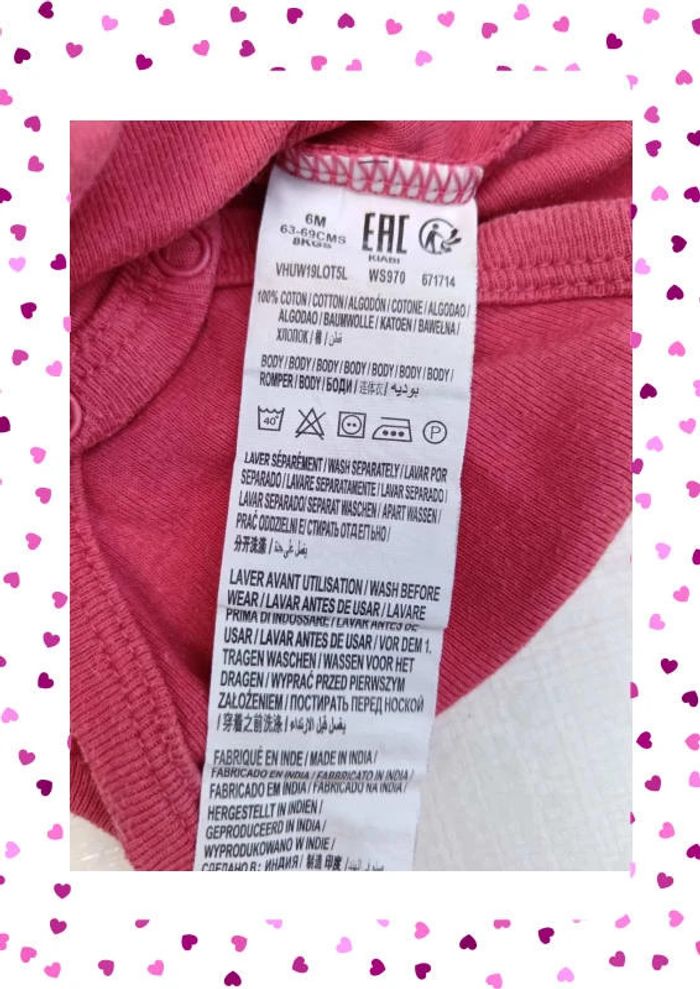 6M
63-69CMS
8KGS
EAC
KIABI
VHUW19LOT5L WS970 671714
100% COTON / COTTON / ALGODÓN / COTONE / ALGODAO /
ALGODAO / BAUMWOLLE / KATOEN / BAWEŁNA /
ХЛОПОК / 棉 / قطن /
BODY / BODY / BODY / BODY / BODY / BODY / BODY /
ROMPER / BODY / БОДИ / 连体衣 / بوديه /
40°
P
LAVER SÉPARÉMENT / WASH SEPARATELY / LAVAR POR
SEPARADO / LAVARE SEPARATAMENTE / LAVAR SEPARADO /
LAVAR SEPARADO / SEPARAT WASCHEN / APART WASSEN /
PRAĆ ODDZIELNIE / СТИРАТЬ ОТДЕЛЬНО /
分开洗涤 / يغسل على حدة /
LAVER AVANT UTILISATION / WASH BEFORE
WEAR / LAVAR ANTES DE USAR / LAVARE
PRIMA DI INDOSSARE / LAVAR ANTES DE
USAR / LAVAR ANTES DE USAR / VOR DEM 1.
TRAGEN WASCHEN / WASSEN VOOR HET
DRAGEN / WYPRAĆ PRZED PIERWSZYM
ZAŁOŻENIEM / ПОСТИРАТЬ ПЕРЕД НОСКОЙ
/ 穿着之前洗涤 / يغسل قبل الارتداء /
FABRIQUÉ EN INDE / MADE IN INDIA /
FABRICADO EN INDIA / FABBRICATO IN INDIA /
FABRICADO EM ÍNDIA / FABRICADO NA INDIA /
HERGESTELLT IN INDIEN /
GEPRODUCEERD IN INDIA /
WYPRODUKOWANO W INDIE /
СДЕЛАНО В: ИНДИЯ / 制造 印度 /